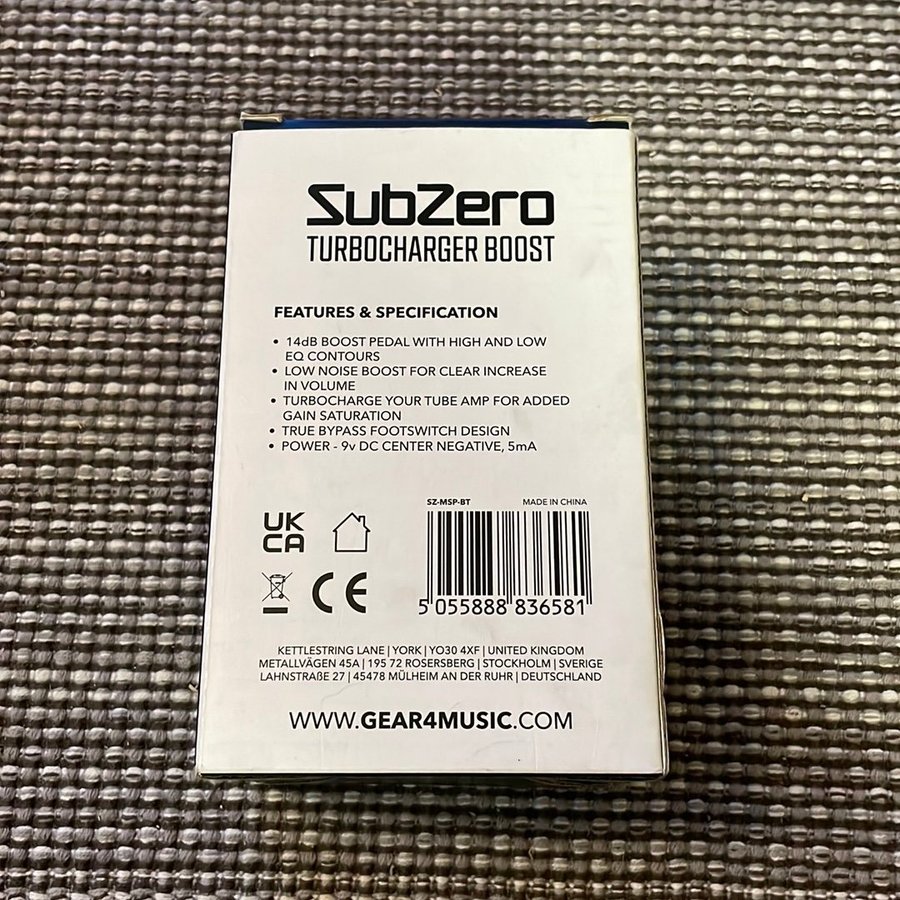 SubZero
TURBOCHARGER BOOST
FEATURES & SPECIFICATION
• 14dB BOOST PEDAL WITH HIGH AND LOW
EQ CONTOURS
• LOW NOISE BOOST FOR CLEAR INCREASE
IN VOLUME
• TURBOCHARGE YOUR TUBE AMP FOR ADDED
GAIN SATURATION
• TRUE BYPASS FOOTSWITCH DESIGN
• POWER - 9v DC CENTER NEGATIVE, 5mA
SZ-MSP-BT MADE IN CHINA
UK
CA
CE
5 055888 836581
KETTLESTRING LANE | YORK | YO30 4XF | UNITED KINGDOM
METALLVÄGEN 45A | 195 72 ROSERSBERG | STOCKHOLM | SVERIGE
LAHNSTRAßE 27 | 45478 MÜLHEIM AN DER RUHR | DEUTSCHLAND
WWW.GEAR4MUSIC.COM